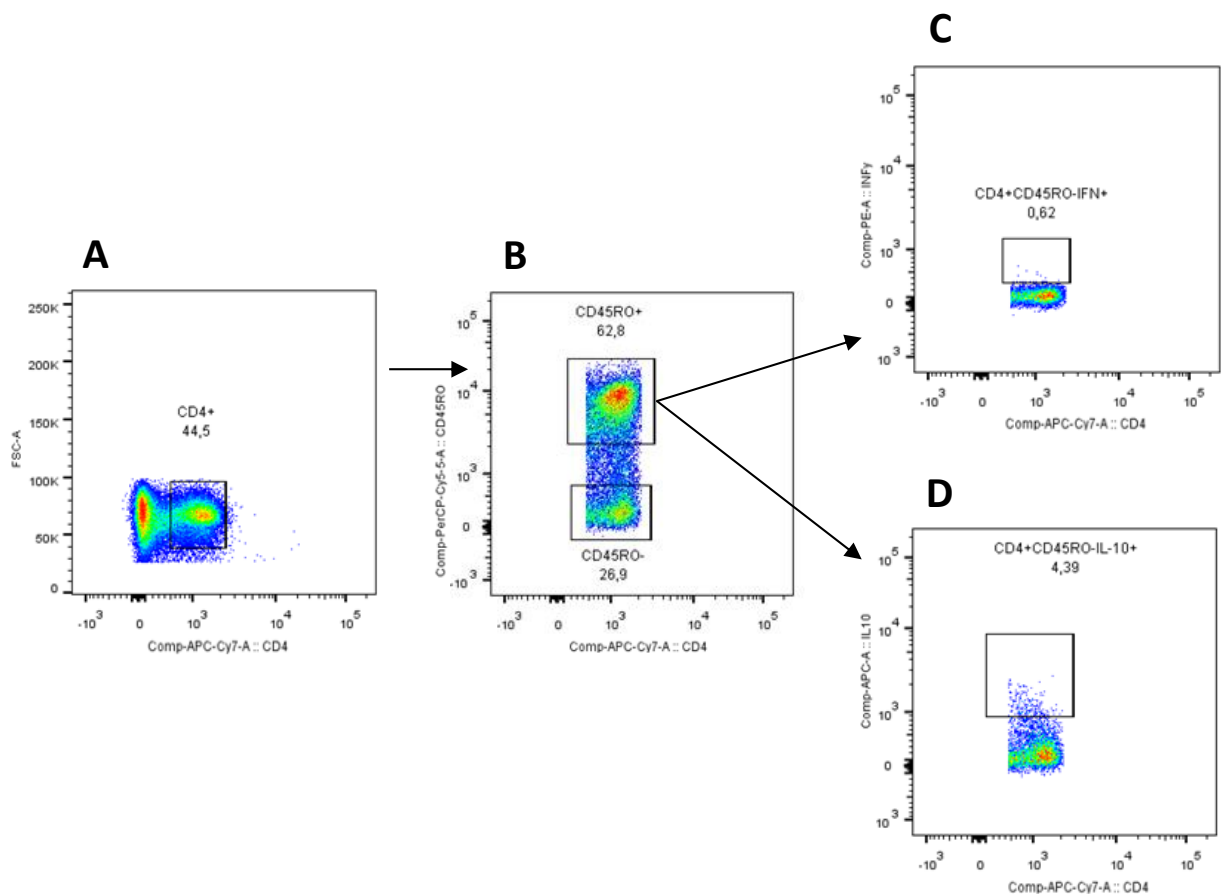 A
250K
200K
150K
100K
50K
0
FSC-A
CD4+
44,5
-10 3
0
10 3
10 4
10 5
Comp-APC-Cy7-A :: CD4
B
10 5
10 4
10 3
0
-10 3
Comp-PerCP-Cy5-5-A :: CD45RO
CD45RO+
62,8
CD45RO-
26,9
-10 3
0
10 3
10 4
10 5
Comp-APC-Cy7-A :: CD4
C
10 5
10 4
10 3
0
10 3
Comp-PE-A :: INFy
CD4+CD45RO-IFN+
0,62
-10 3
0
10 3
10 4
10 5
Comp-APC-Cy7-A :: CD4
D
10 5
10 4
10 3
0
10 3
Comp-APC-A :: IL10
CD4+CD45RO-IL-10+
4,39
-10 3
0
10 3
10 4
10 5
Comp-APC-Cy7-A :: CD4